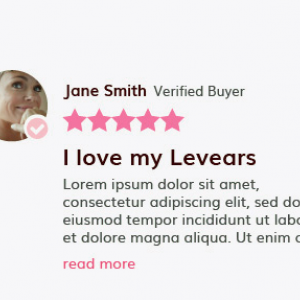 Jane Smith Verified Buyer
I love my Levears
Lorem ipsum dolor sit amet,
consectetur adipiscing elit, sed do
eiusmod tempor incididunt ut labo
et dolore magna aliqua. Ut enim
read more